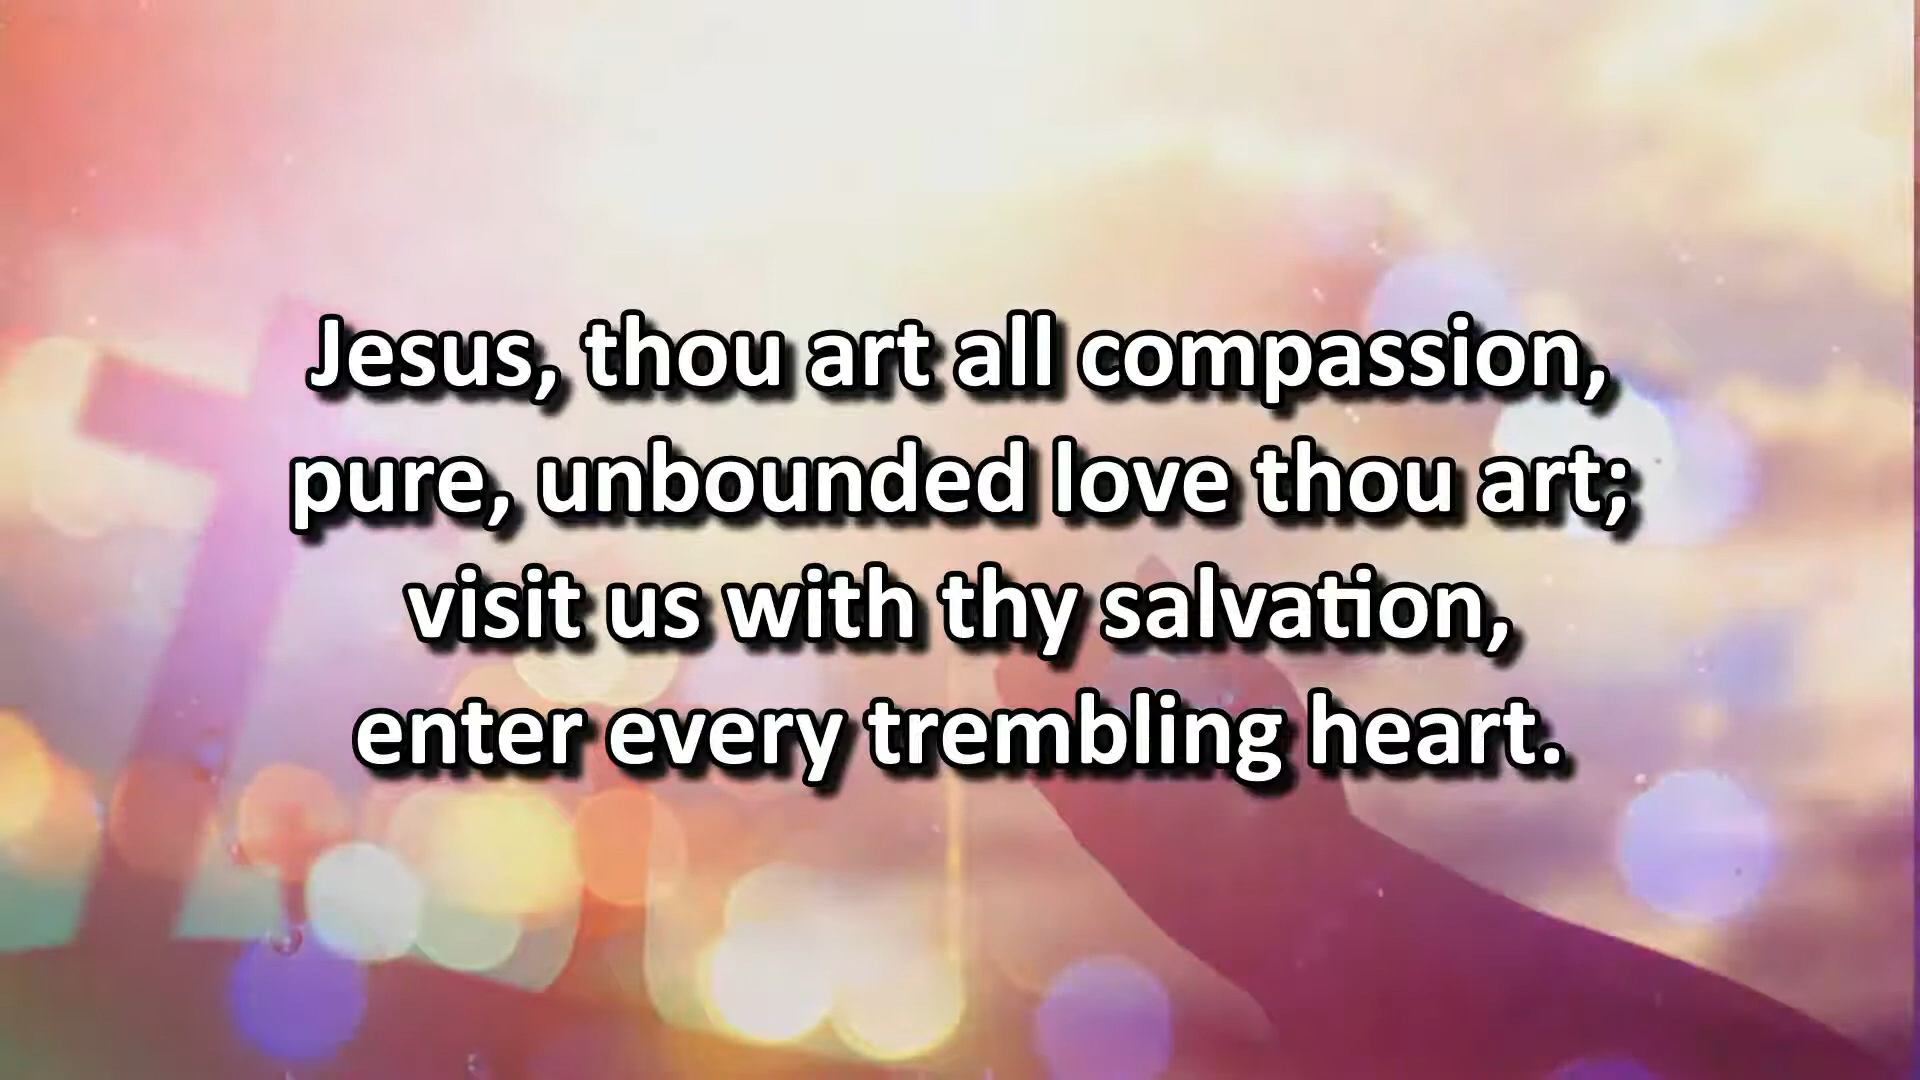 Jesus, thou art all compassion,
pure, unbounded love thou art;
visit us with thy salvation,
enter every trembling heart.